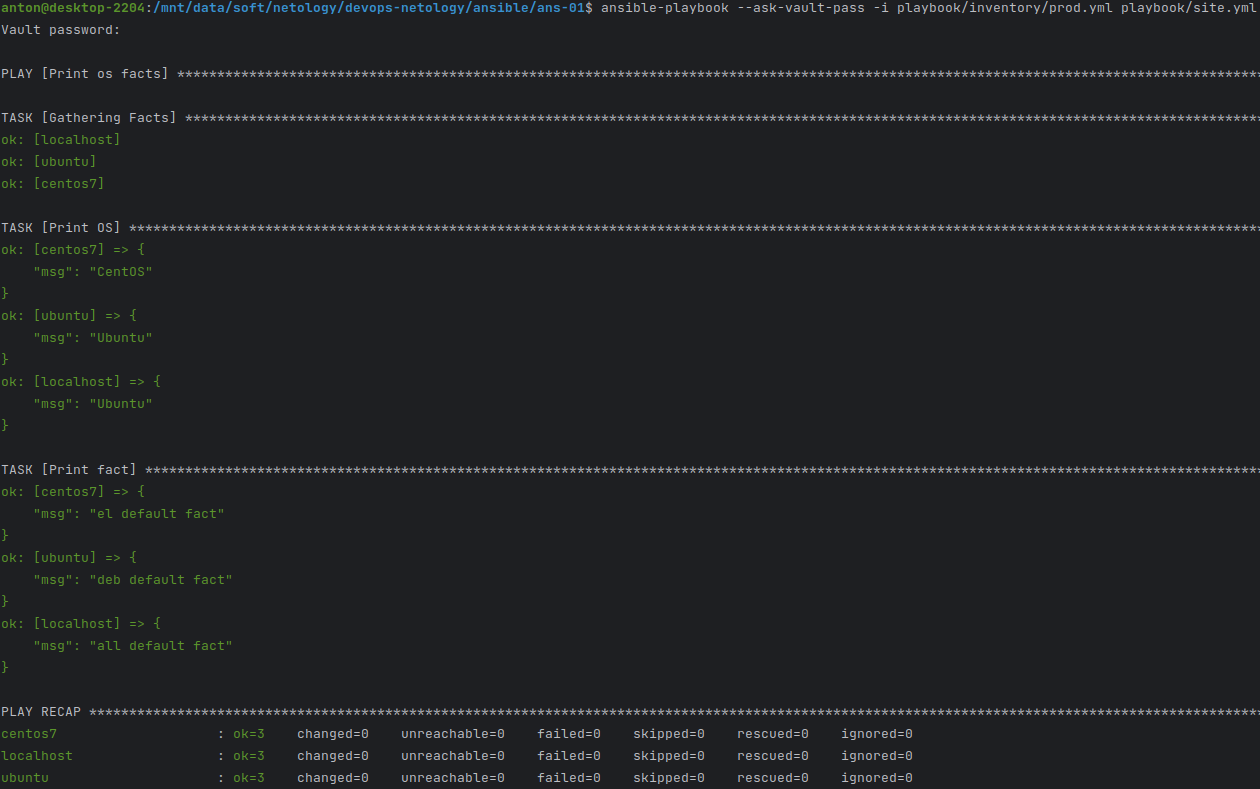 anton@desktop-2204:/mnt/data/soft/netology/devops-netology/ansible/ans-01$ ansible-playbook --ask-vault-pass -i playbook/inventory/prod.yml playbook/site.yml
Vault password:
PLAY [Print os facts] ****************************************************************************************************************************************
TASK [Gathering Facts] ***************************************************************************************************************************************
ok: [localhost]
ok: [ubuntu]
ok: [centos7]
TASK [Print OS] **********************************************************************************************************************************************
ok: [centos7] => {
    "msg": "CentOS"
}
ok: [ubuntu] => {
    "msg": "Ubuntu"
}
ok: [localhost] => {
    "msg": "Ubuntu"
}
TASK [Print fact] ********************************************************************************************************************************************
ok: [centos7] => {
    "msg": "el default fact"
}
ok: [ubuntu] => {
    "msg": "deb default fact"
}
ok: [localhost] => {
    "msg": "all default fact"
}
PLAY RECAP ***************************************************************************************************************************************************
centos7                    : ok=3    changed=0    unreachable=0    failed=0    skipped=0    rescued=0    ignored=0
localhost                  : ok=3    changed=0    unreachable=0    failed=0    skipped=0    rescued=0    ignored=0
ubuntu                     : ok=3    changed=0    unreachable=0    failed=0    skipped=0    rescued=0    ignored=0